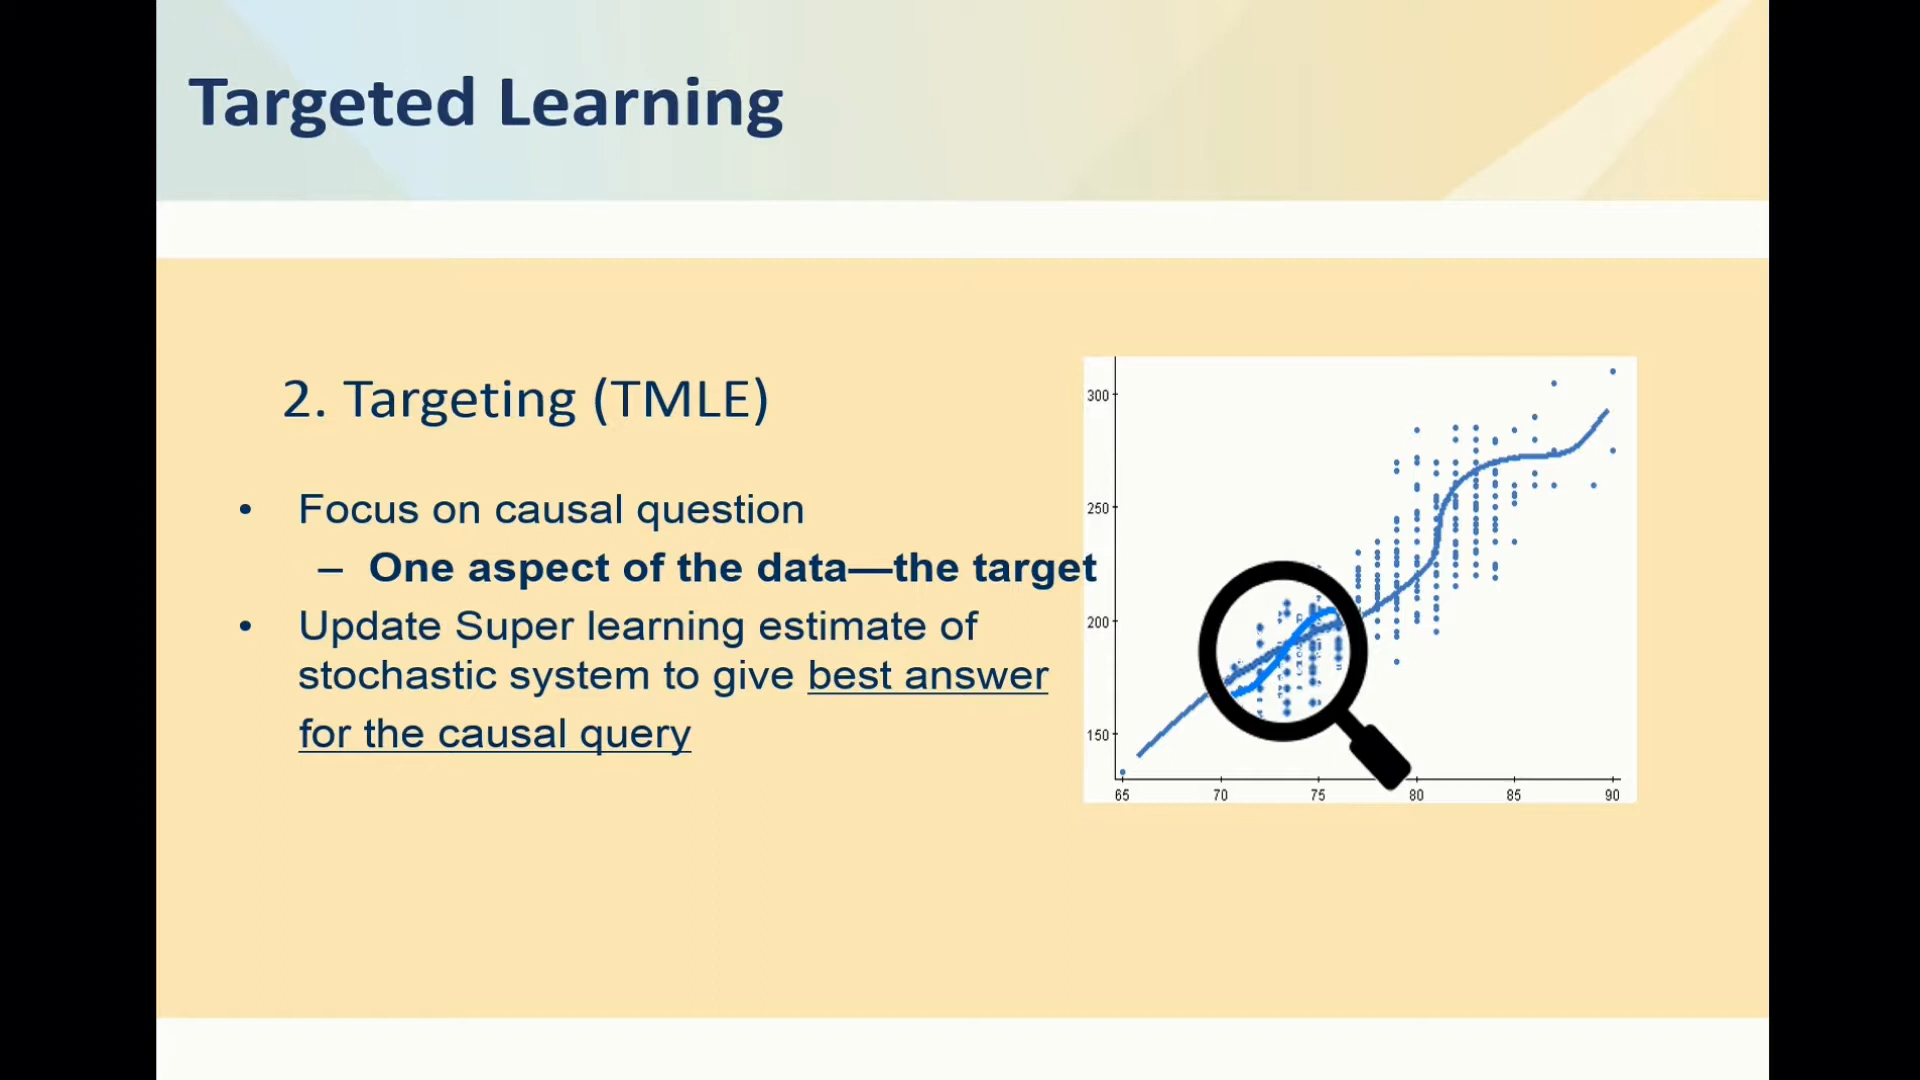 Targeted Learning
2. Targeting (TMLE)
• Focus on causal question
– One aspect of the data—the target
• Update Super learning estimate of
stochastic system to give best answer
for the causal query
300
250
200
150
65 70 75 80 85 90